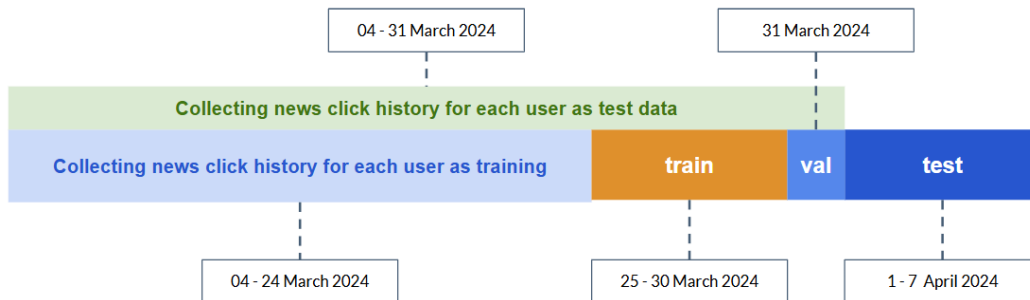 04 - 31 March 2024
31 March 2024
Collecting news click history for each user as test data
Collecting news click history for each user as training
train
val
test
04 - 24 March 2024
25 - 30 March 2024
1 - 7 April 2024